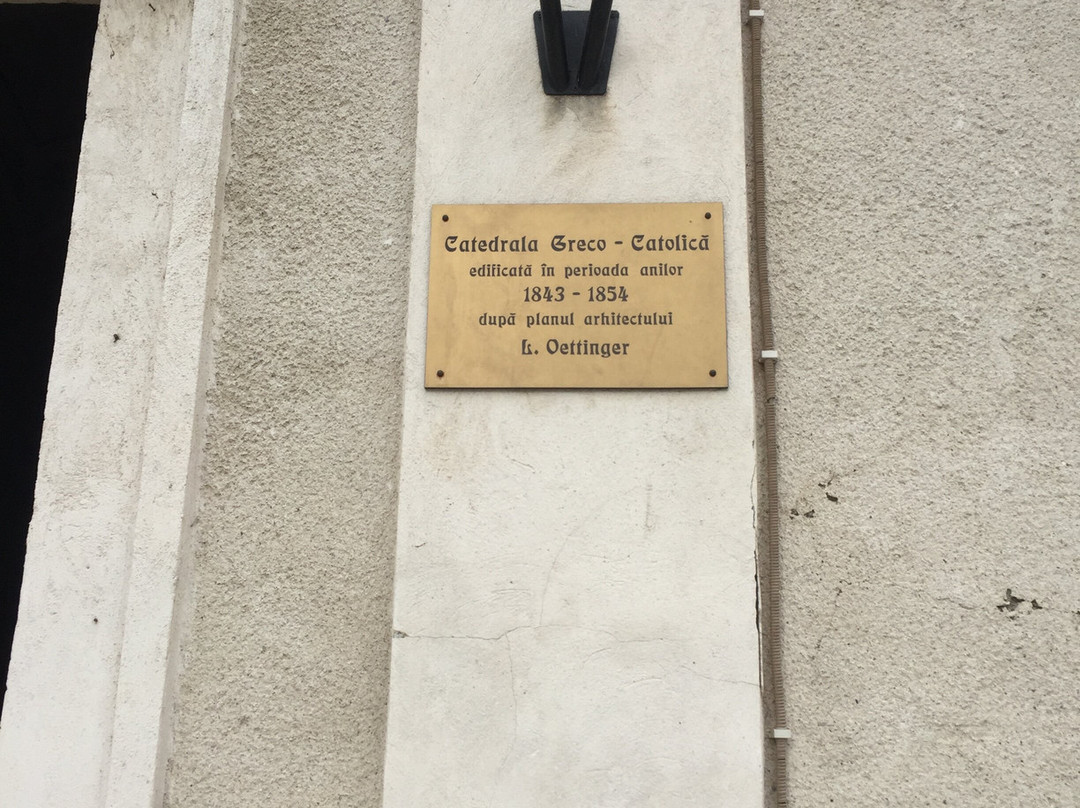 Catedrala Greco - Catolică
edificată în perioada anilor
1843 - 1854
după planul arhitectului
L. Oettinger